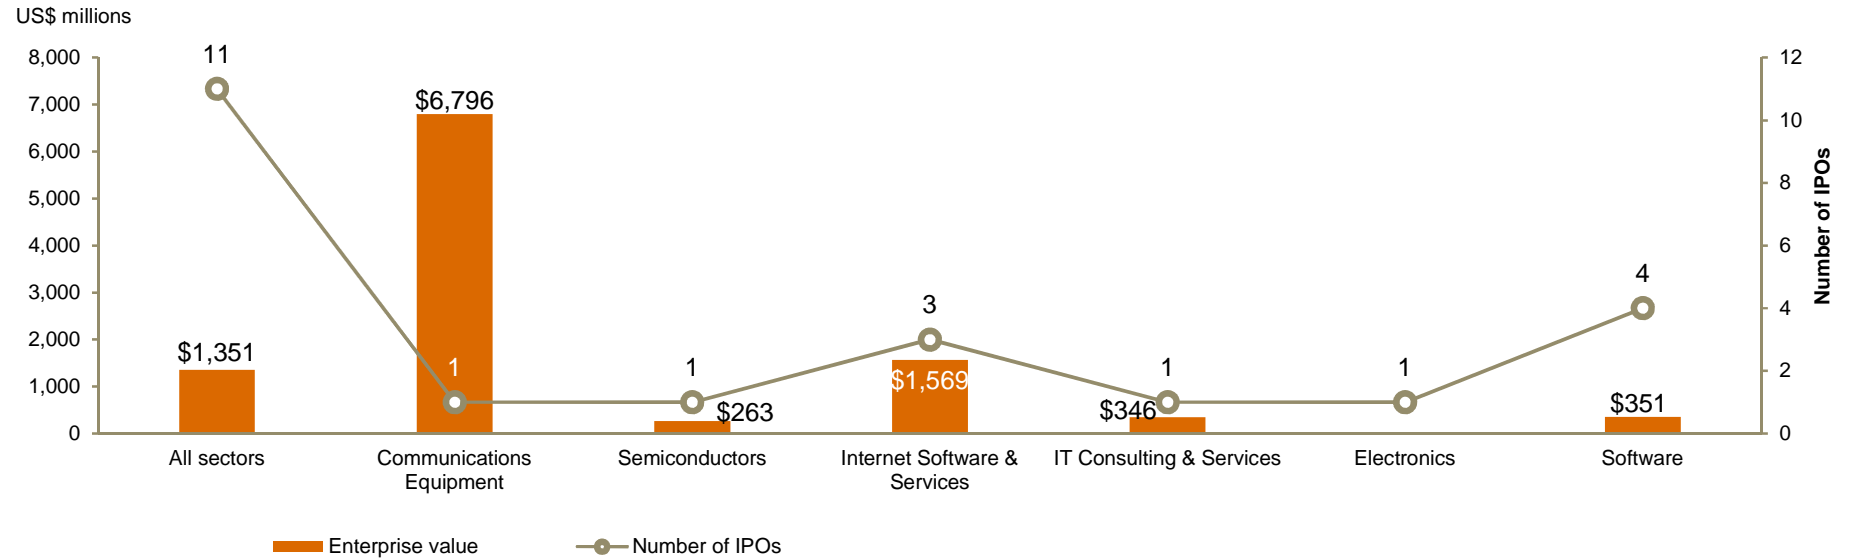 US$ millions
8,000
7,000
6,000
5,000
4,000
3,000
2,000
1,000
0
12
10
8
6
4
2
0
Number of IPOs
11
1
1
3
1
1
4
$1,351
$6,796
$263
$1,569
$346
$351
All sectors
Communications
Equipment
Semiconductors
Internet Software &
Services
IT Consulting & Services
Electronics
Software
Enterprise value
Number of IPOs